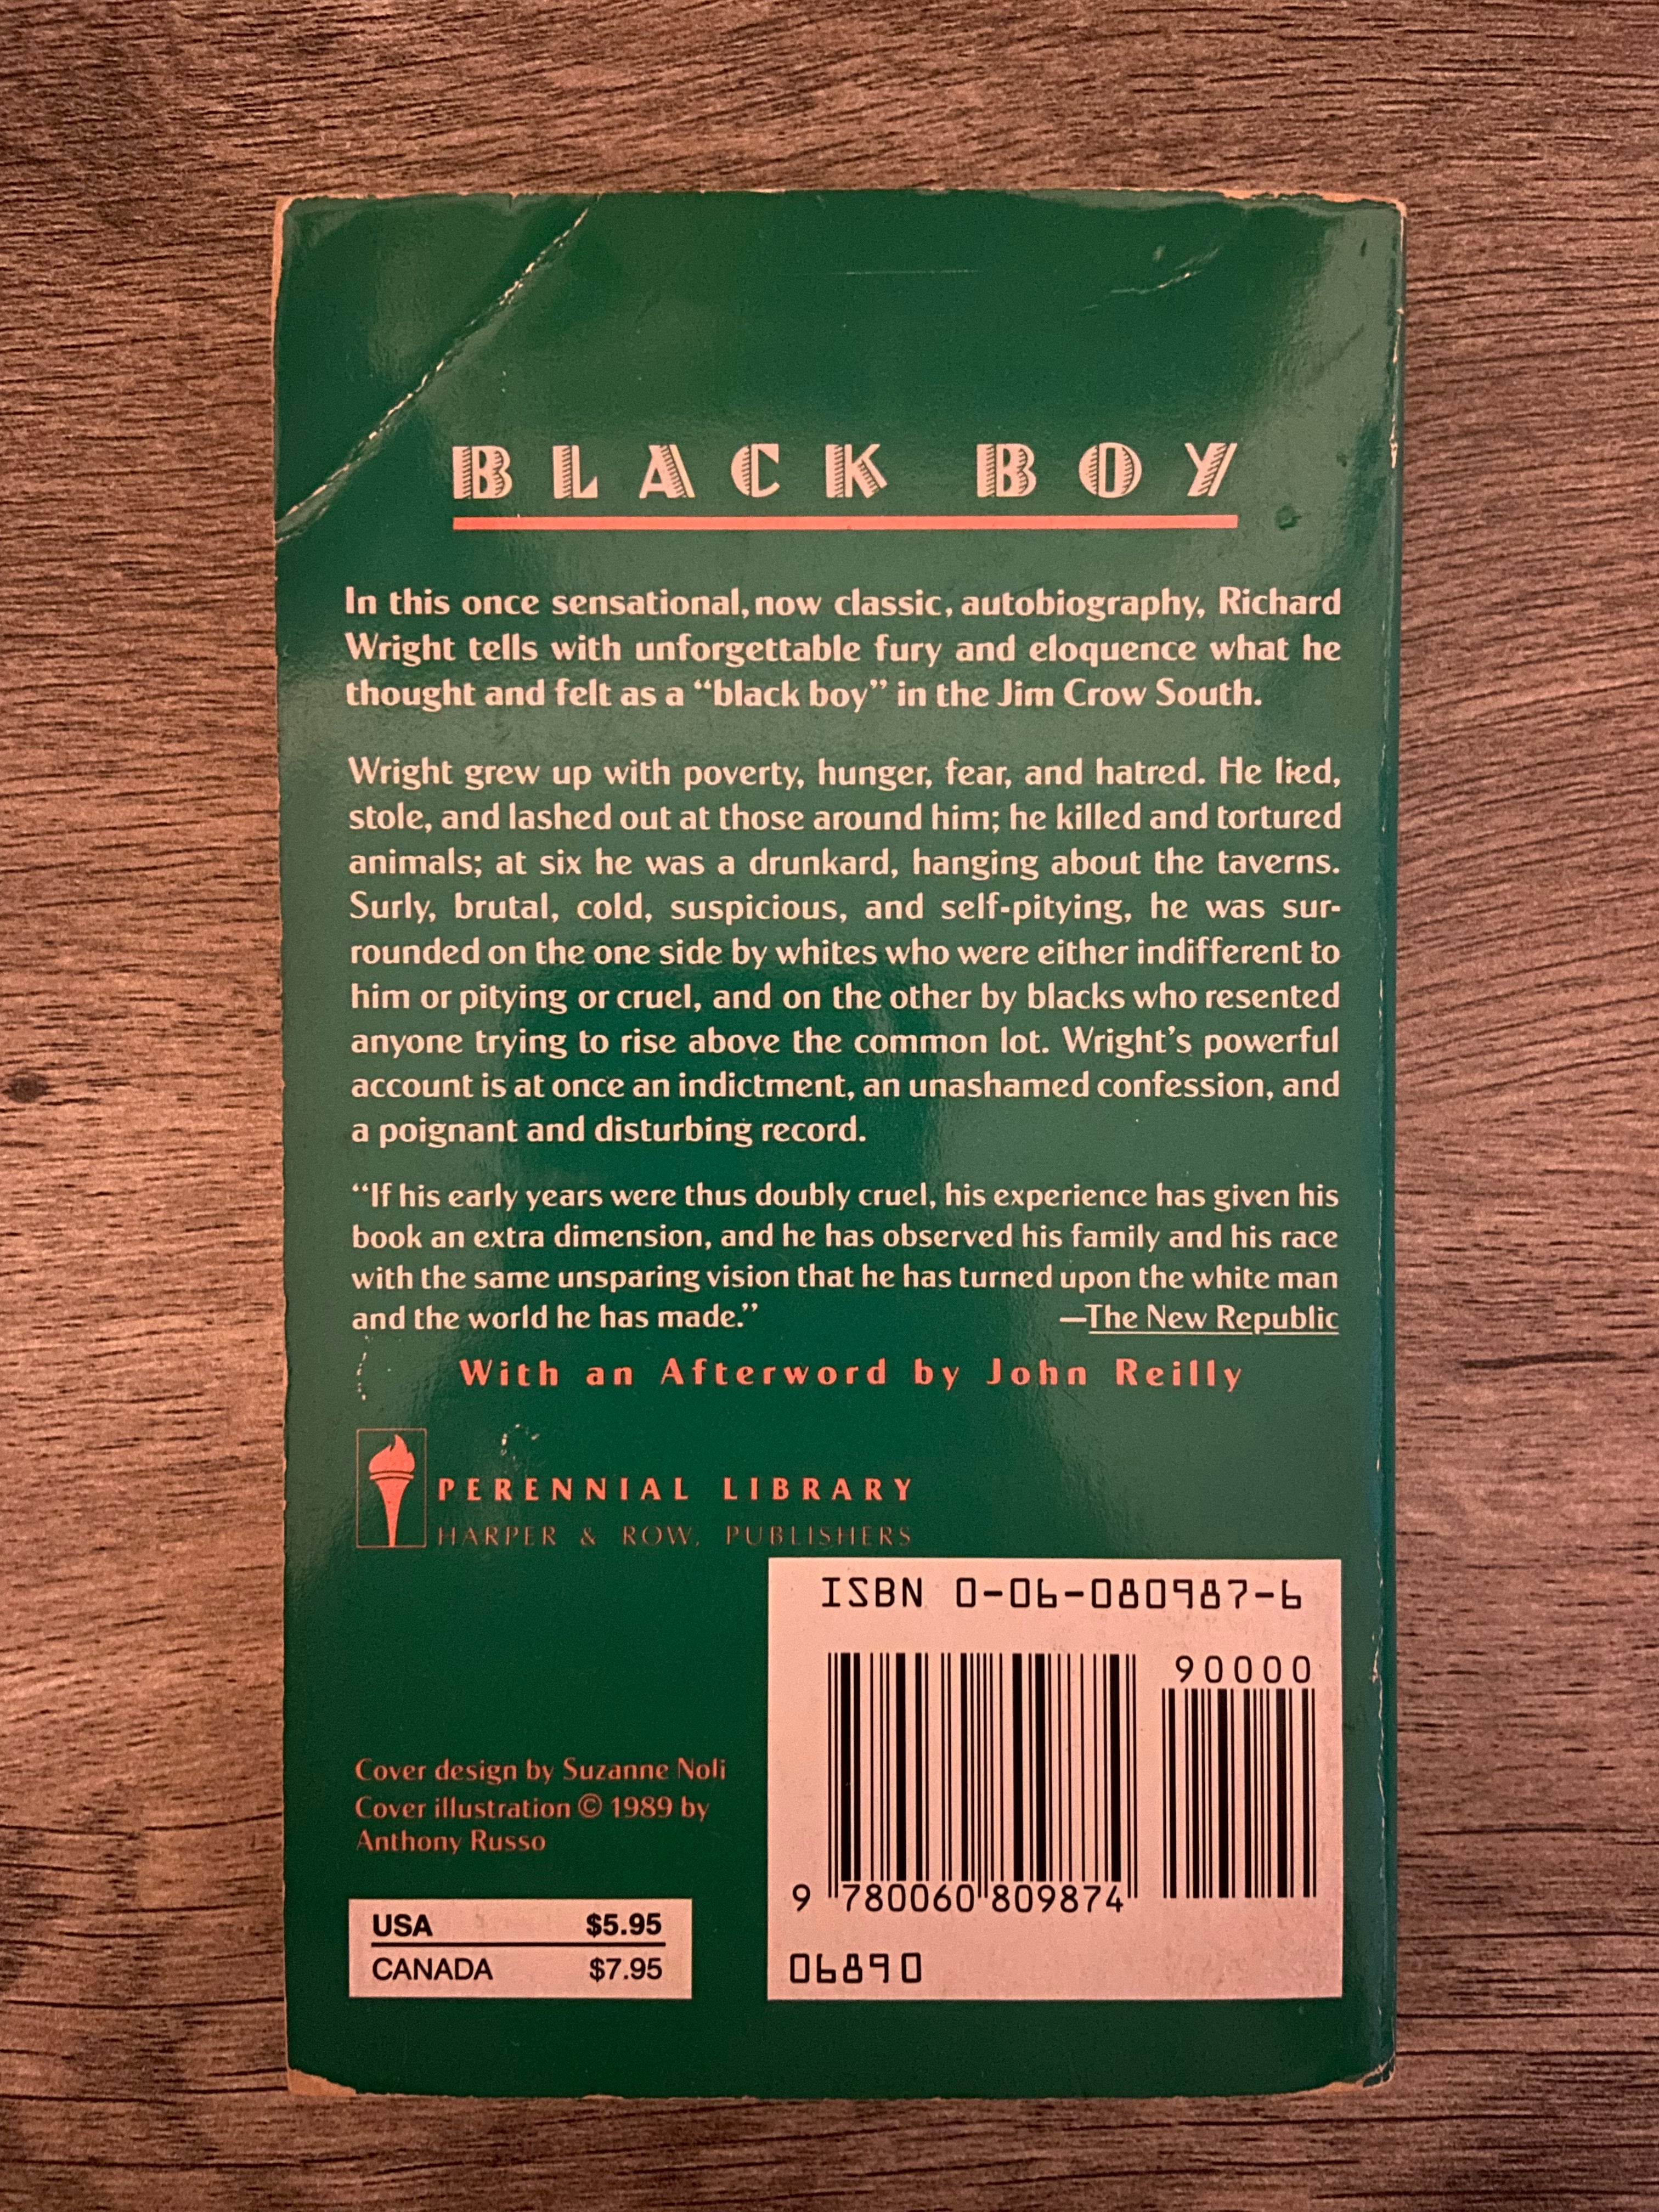 BLACK BOY
In this once sensational, now classic, autobiography, Richard
Wright tells with unforgettable fury and eloquence what he
thought and felt as a “black boy” in the Jim Crow South.
Wright grew up with poverty, hunger, fear, and hatred. He lied,
stole, and lashed out at those around him; he killed and tortured
animals; at six he was a drunkard, hanging about the taverns.
Surly, brutal, cold, suspicious, and self-pitying, he was sur-
rounded on the one side by whites who were either indifferent to
him or pitying or cruel, and on the other by blacks who resented
anyone trying to rise above the common lot. Wright’s powerful
account is at once an indictment, an unashamed confession, and
a poignant and disturbing record.
“If his early years were thus doubly cruel, his experience has given his
book an extra dimension, and he has observed his family and his race
with the same unsparing vision that he has turned upon the white man
and the world he has made.” —The New Republic
With an Afterword by John Reilly
PERENNIAL LIBRARY
HARPER & ROW, PUBLISHERS
ISBN 0-06-080987-6
90000
9 780060 809874
06890
Cover design by Suzanne Noli
Cover illustration © 1989 by
Anthony Russo
USA $5.95
CANADA $7.95